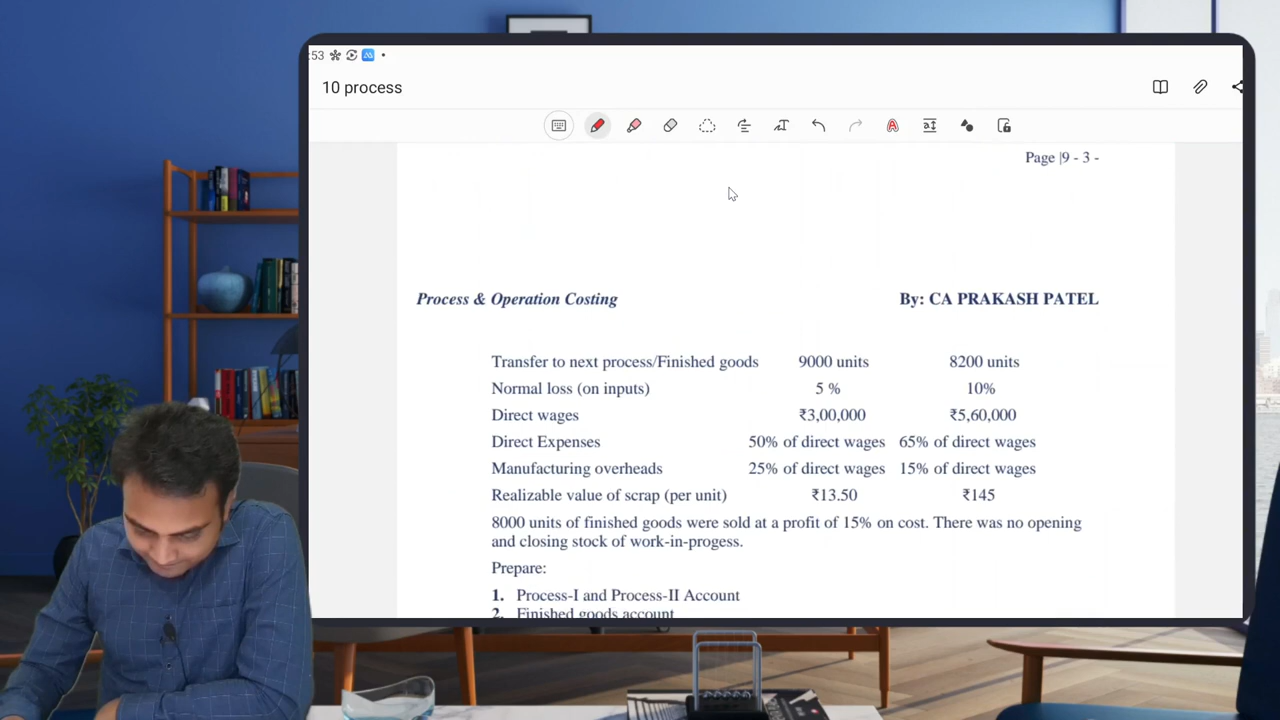 :53
10 process
Page |9 - 3 -
Process & Operation Costing By: CA PRAKASH PATEL
Transfer to next process/Finished goods 9000 units 8200 units
Normal loss (on inputs) 5 % 10%
Direct wages ₹3,00,000 ₹5,60,000
Direct Expenses 50% of direct wages 65% of direct wages
Manufacturing overheads 25% of direct wages 15% of direct wages
Realizable value of scrap (per unit) ₹13.50 ₹145
8000 units of finished goods were sold at a profit of 15% on cost. There was no opening
and closing stock of work-in-progess.
Prepare:
1. Process-I and Process-II Account
2. Finished goods account